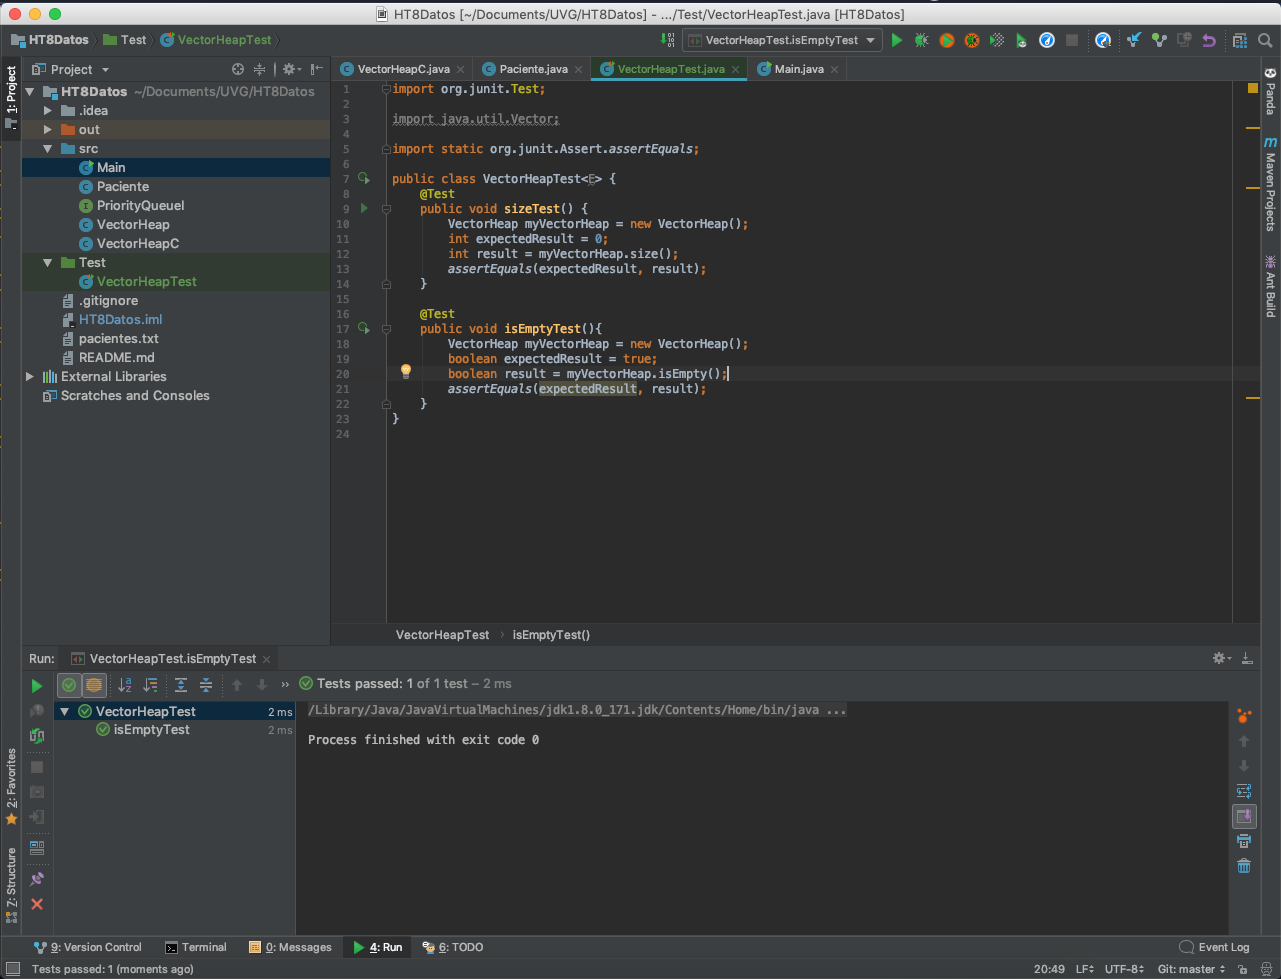 HT8Datos [~/Documents/UVG/HT8Datos] - .../Test/VectorHeapTest.java [HT8Datos]
HT8Datos Test VectorHeapTest VectorHeapTest.isEmptyTest
1: Project
Project
VectorHeapC.java Paciente.java VectorHeapTest.java Main.java
HT8Datos ~/Documents/UVG/HT8Datos
.idea
out
src
Main
Paciente
PriorityQueueI
VectorHeap
VectorHeapC
Test
VectorHeapTest
.gitignore
HT8Datos.iml
pacientes.txt
README.md
External Libraries
Scratches and Consoles
1 import org.junit.Test;
2
3 import java.util.Vector;
4
5 import static org.junit.Assert.assertEquals;
6
7 public class VectorHeapTest<E> {
8 @Test
9 public void sizeTest() {
10 VectorHeap myVectorHeap = new VectorHeap();
11 int expectedResult = 0;
12 int result = myVectorHeap.size();
13 assertEquals(expectedResult, result);
14 }
15
16 @Test
17 public void isEmptyTest(){
18 VectorHeap myVectorHeap = new VectorHeap();
19 boolean expectedResult = true;
20 boolean result = myVectorHeap.isEmpty();
21 assertEquals(expectedResult, result);
22 }
23 }
24
VectorHeapTest › isEmptyTest()
Panda
m Maven Projects
Ant Build
Run: VectorHeapTest.isEmptyTest
Tests passed: 1 of 1 test – 2 ms
VectorHeapTest 2 ms
isEmptyTest 2 ms
/Library/Java/JavaVirtualMachines/jdk1.8.0_171.jdk/Contents/Home/bin/java ...
Process finished with exit code 0
2: Favorites
7: Structure
9: Version Control Terminal 0: Messages 4: Run 6: TODO Event Log
Tests passed: 1 (moments ago) 20:49 LF UTF-8 Git: master